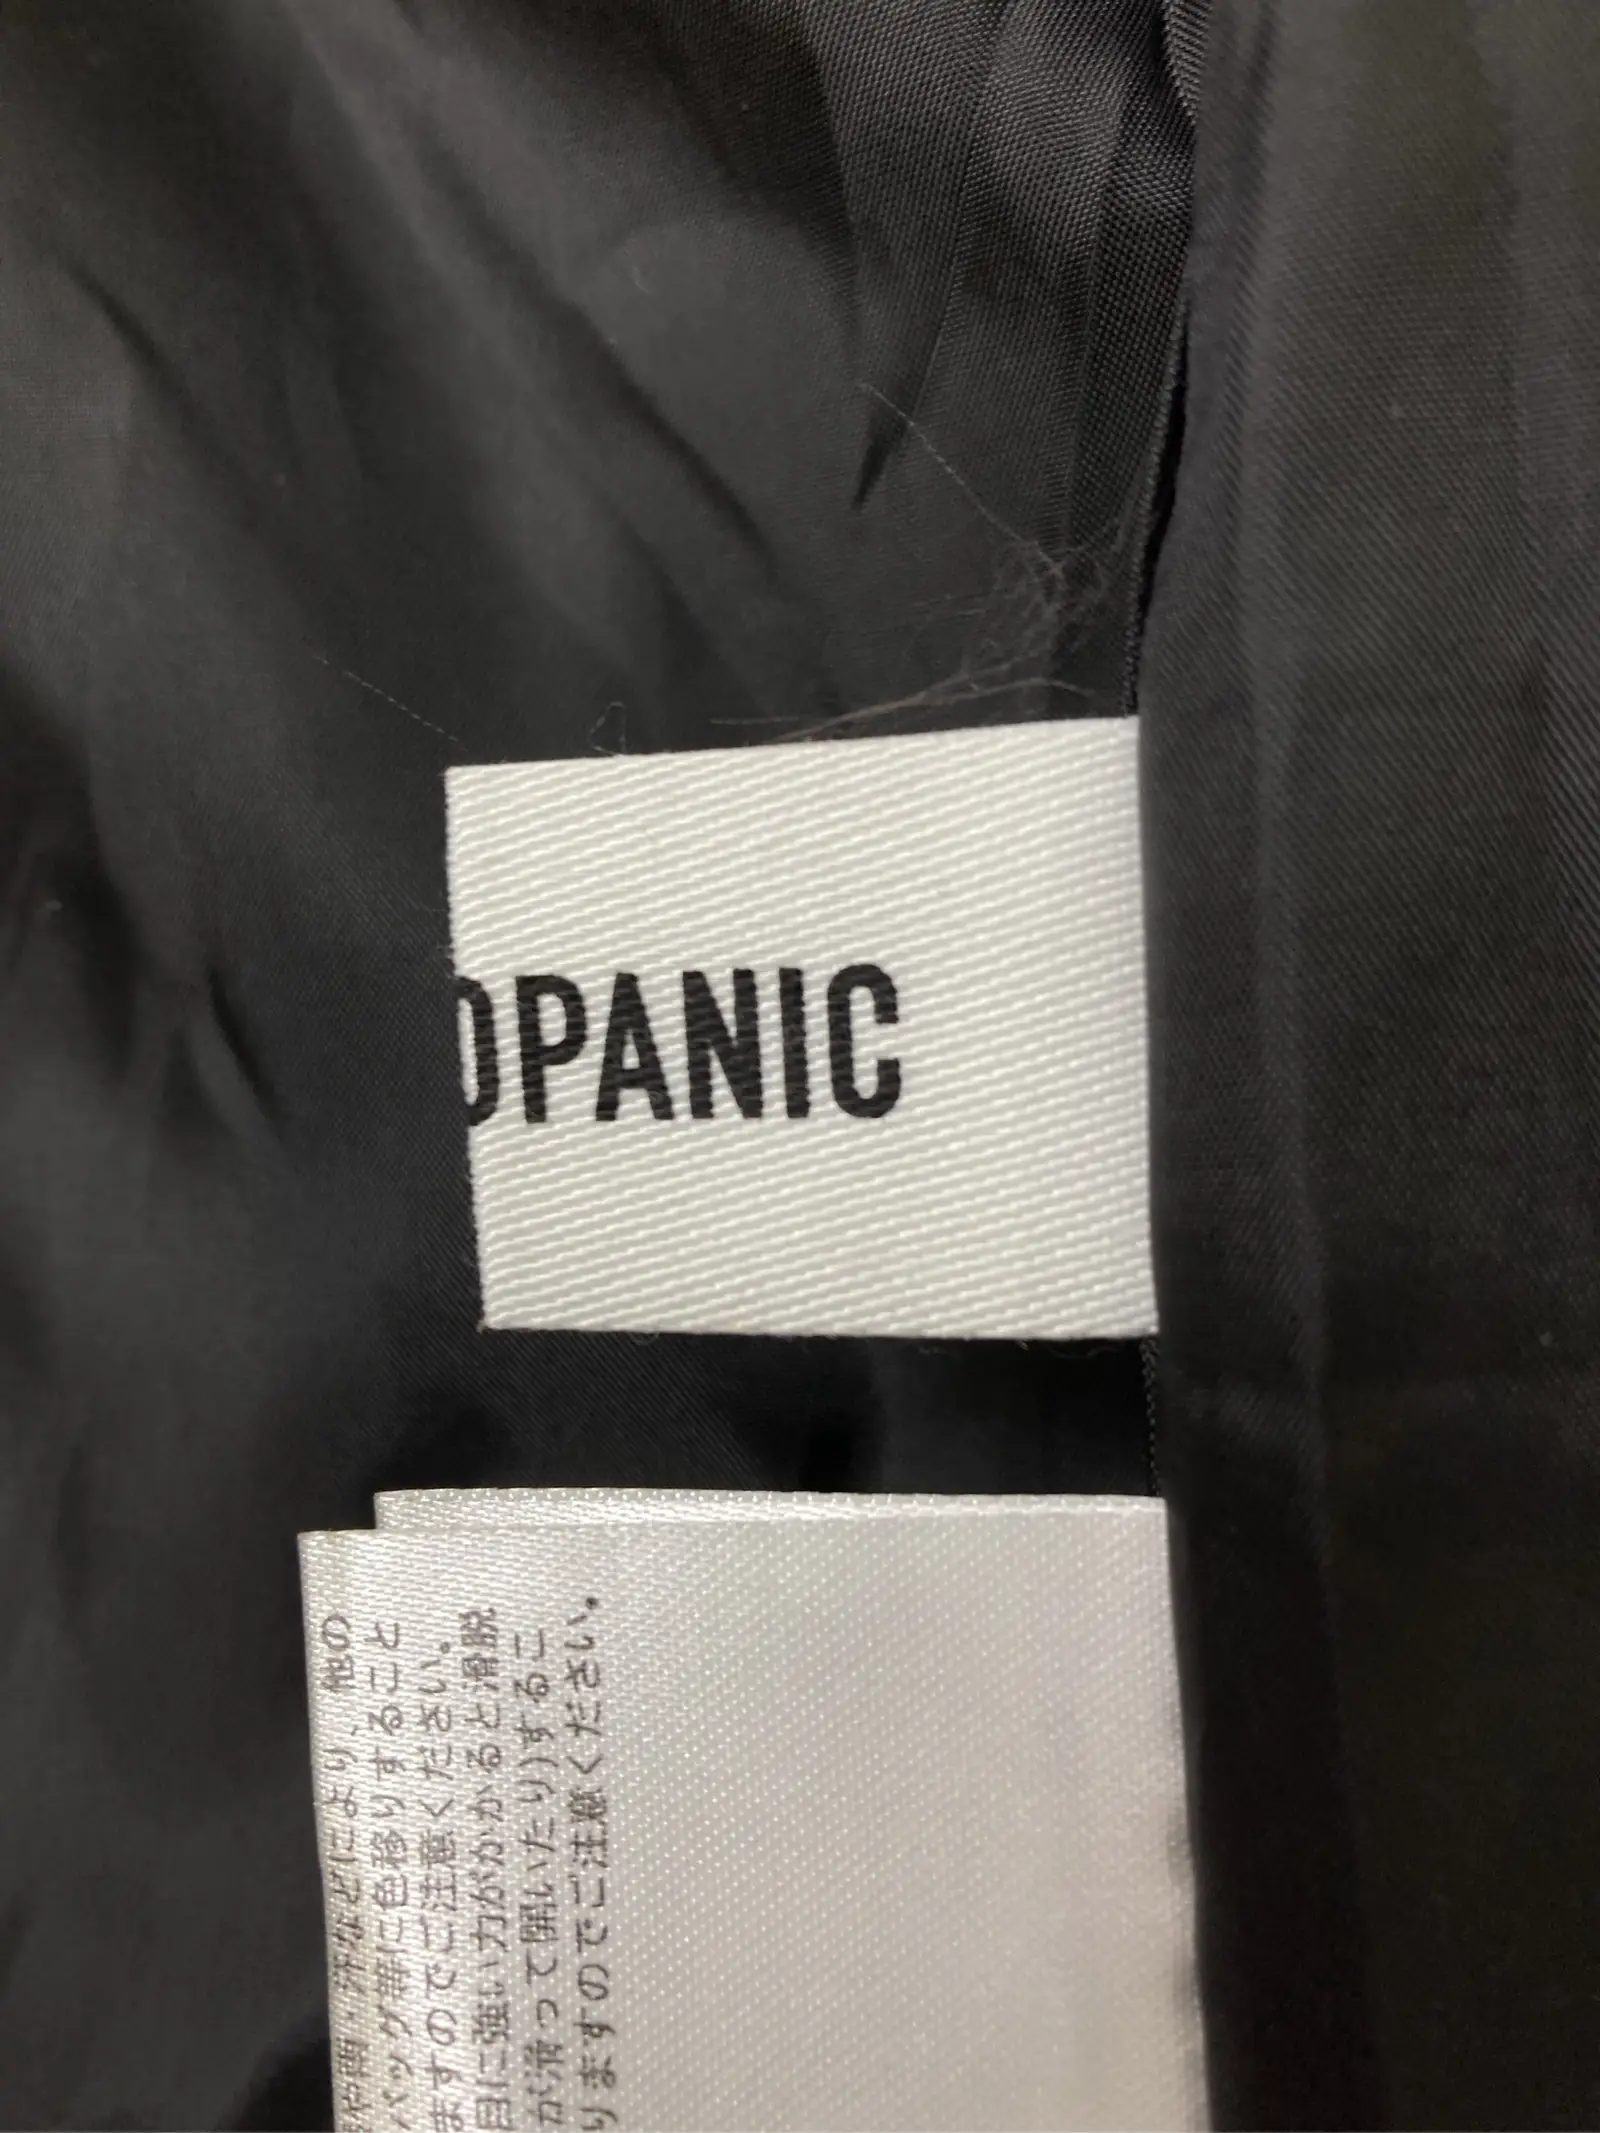 OPANIC
汗などにより、他の
バッグ等に色移りすること
ますのでご注意ください。
目に強い力がかかると滑脱
が滑って開いたり)するこ
りますのでご注意ください。